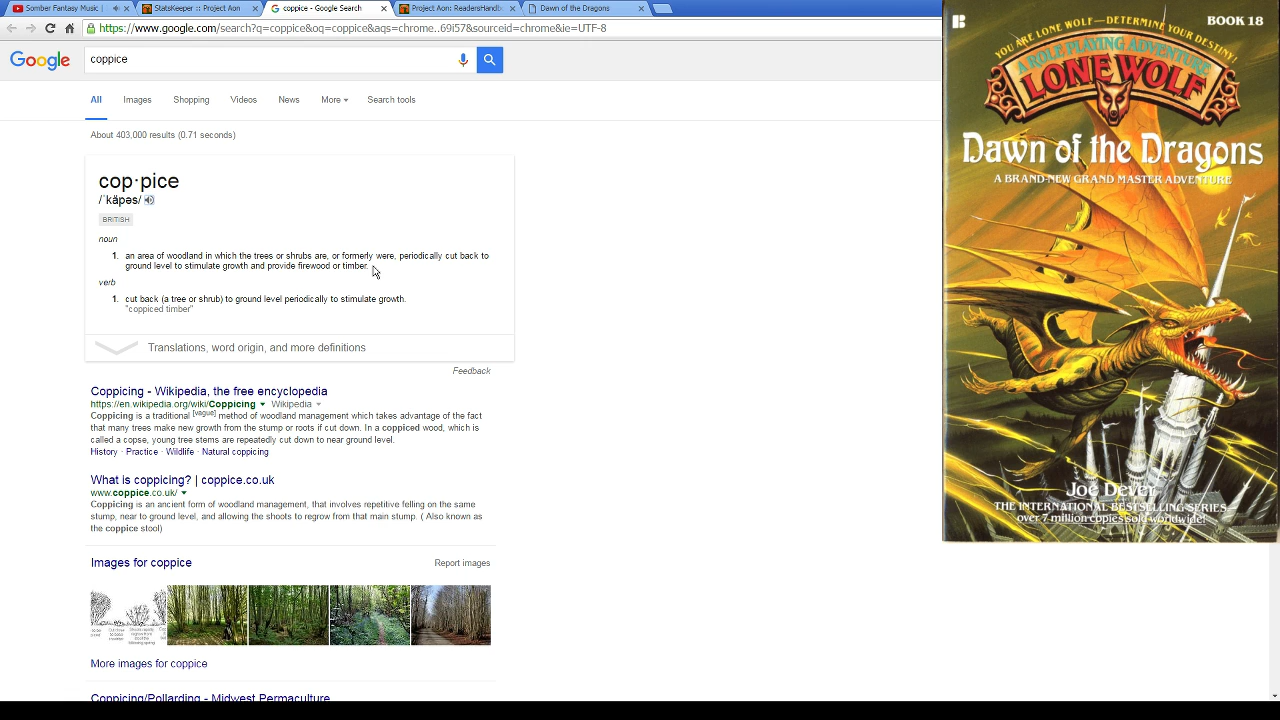 Somber Fantasy Music |
StatsKeeper :: Project Aon
coppice - Google Search
Project Aon: ReadersHandb
Dawn of the Dragons
https://www.google.com/search?q=coppice&oq=coppice&aqs=chrome..69i57&sourceid=chrome&ie=UTF-8
Google
coppice
All Images Shopping Videos News More Search tools
About 403,000 results (0.71 seconds)
cop·pice
/ˈkäpəs/
BRITISH
noun
1. an area of woodland in which the trees or shrubs are, or formerly were, periodically cut back to
ground level to stimulate growth and provide firewood or timber.
verb
1. cut back (a tree or shrub) to ground level periodically to stimulate growth.
"coppiced timber"
Translations, word origin, and more definitions
Feedback
Coppicing - Wikipedia, the free encyclopedia
https://en.wikipedia.org/wiki/Coppicing Wikipedia
Coppicing is a traditional [vague] method of woodland management which takes advantage of the fact
that many trees make new growth from the stump or roots if cut down. In a coppiced wood, which is
called a copse, young tree stems are repeatedly cut down to near ground level.
History · Practice · Wildlife · Natural coppicing
What is coppicing? | coppice.co.uk
www.coppice.co.uk/
Coppicing is an ancient form of woodland management, that involves repetitive felling on the same
stump, near to ground level, and allowing the shoots to regrow from that main stump. ( Also known as
the coppice stool)
Images for coppice
Report images
More images for coppice
Coppicing/Pollarding - Midwest Permaculture
B
BOOK 18
YOU ARE LONE WOLF—DETERMINE YOUR DESTINY!
A ROLE PLAYING ADVENTURE
LONE WOLF
Dawn of the Dragons
A BRAND-NEW GRAND MASTER ADVENTURE
Joe Dever
THE INTERNATIONAL BESTSELLING SERIES—
over 7 million copies sold worldwide!